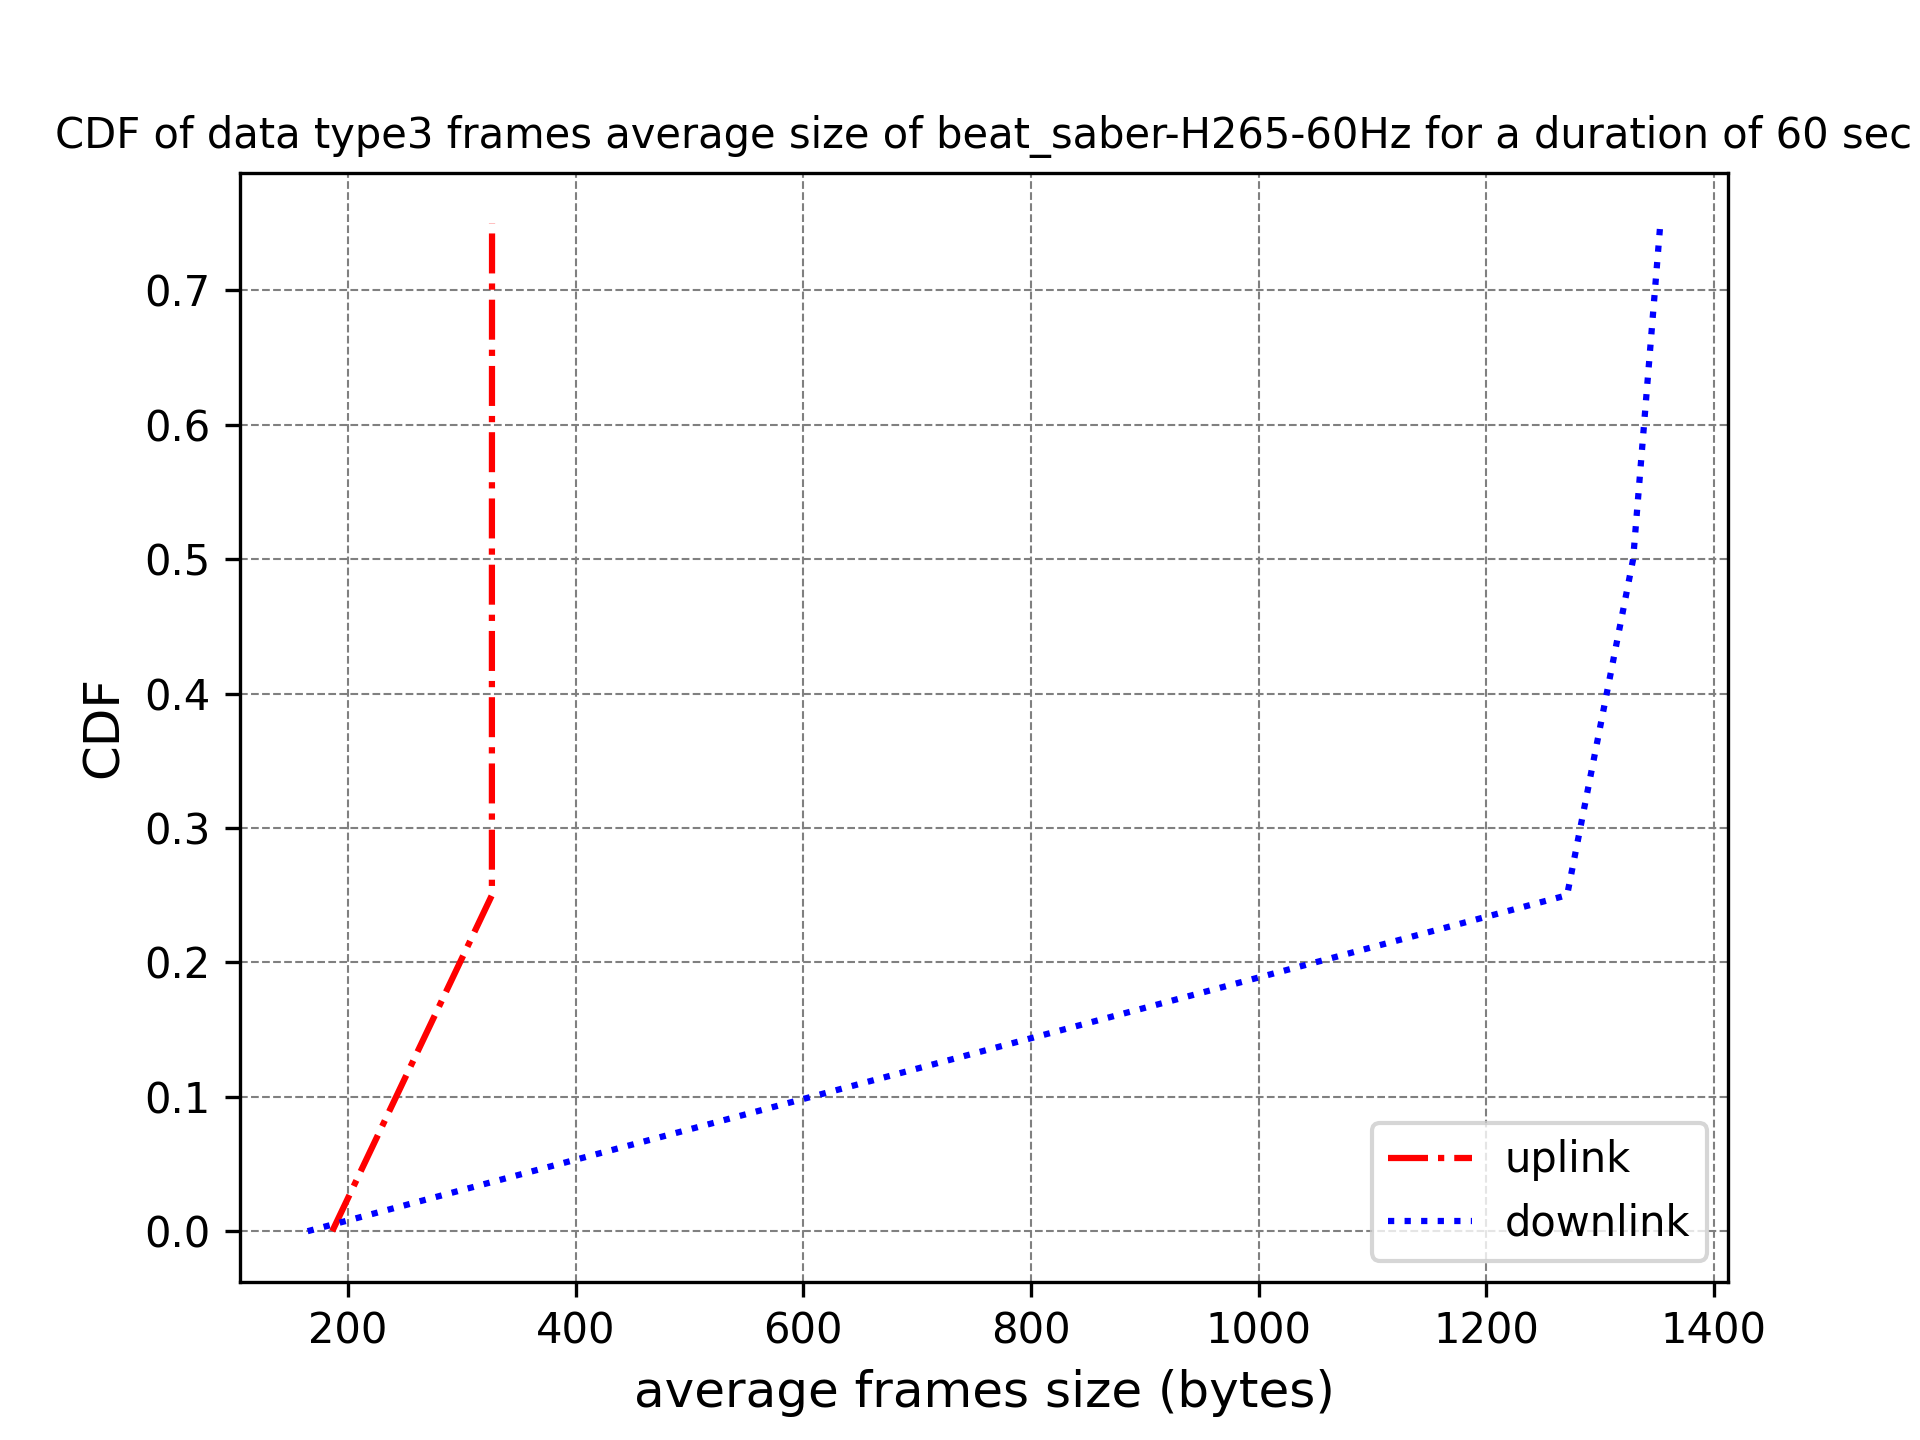 CDF of data type3 frames average size of beat_saber-H265-60Hz for a duration of 60 sec
CDF
0.7
0.6
0.5
0.4
0.3
0.2
0.1
0.0
uplink
downlink
200 400 600 800 1000 1200 1400
average frames size (bytes)